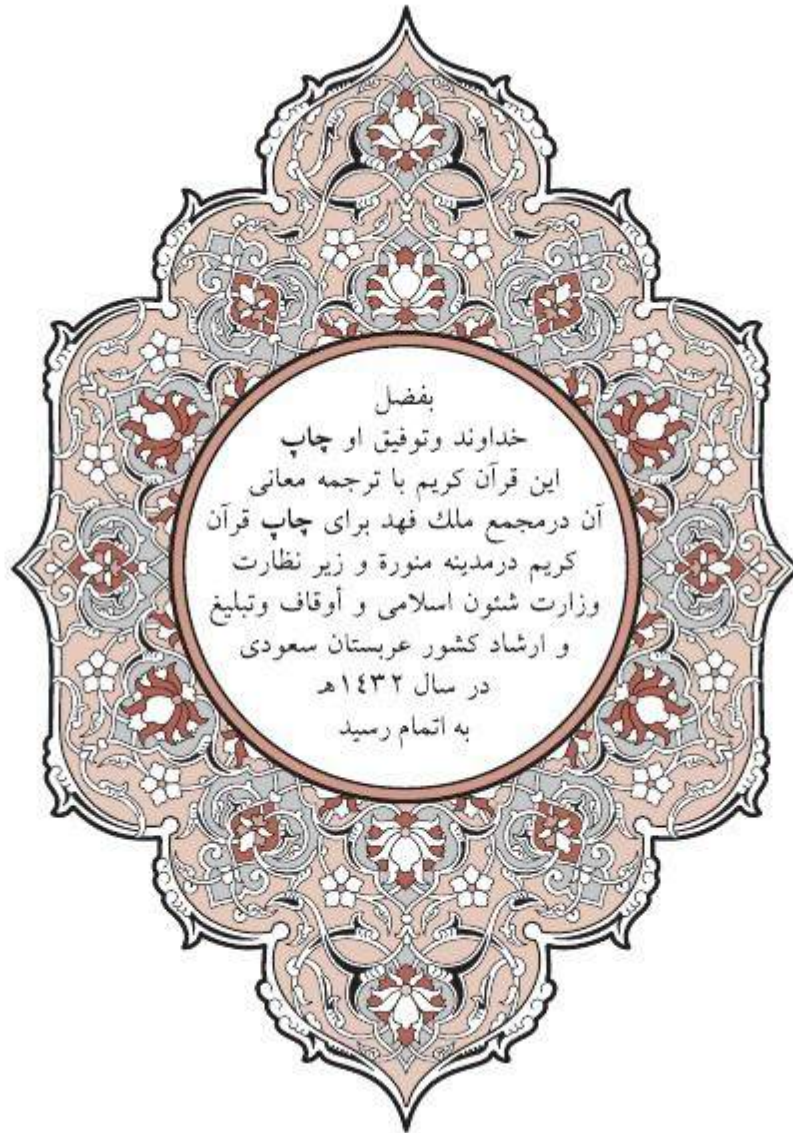 بفضل
خداوند وتوفيق او چاپ
اين قرآن كريم با ترجمه معانى
آن درمجمع ملك فهد براى چاپ قرآن
كريم درمدينه منورة و زير نظارت
وزارت شئون اسلامى و أوقاف وتبليغ
و ارشاد كشور عربستان سعودى
در سال ١٤٣٢هـ
به اتمام رسيد